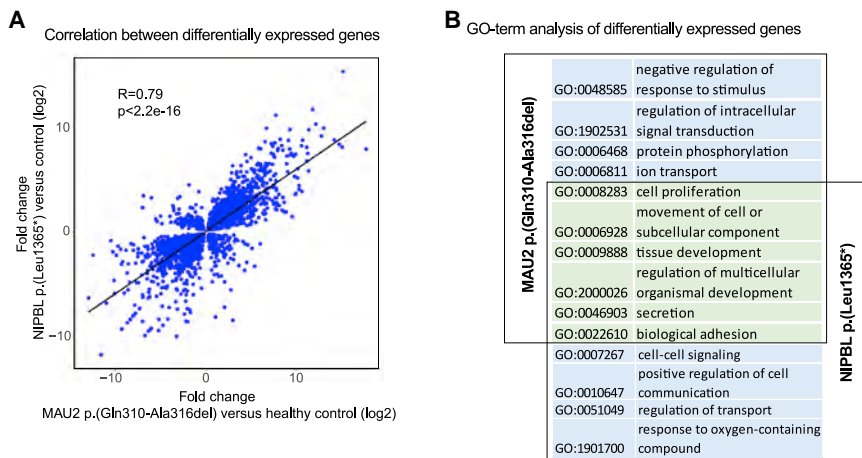 A
Correlation between differentially expressed genes
R=0.79
p<2.2e-16
Fold change
NIPBL p.(Leu1365*) versus control (log2)
10
0
−10
−10
0
10
Fold change
MAU2 p.(Gln310-Ala316del) versus healthy control (log2)
B
GO-term analysis of differentially expressed genes
MAU2 p.(Gln310-Ala316del)
negative regulation of
GO:0048585 response to stimulus
regulation of intracellular
GO:1902531 signal transduction
GO:0006468 protein phosphorylation
GO:0006811 ion transport
GO:0008283 cell proliferation
movement of cell or
GO:0006928 subcellular component
GO:0009888 tissue development
regulation of multicellular
GO:2000026 organismal development
GO:0046903 secretion
GO:0022610 biological adhesion
GO:0007267 cell-cell signaling
positive regulation of cell
GO:0010647 communication
GO:0051049 regulation of transport
response to oxygen-containing
GO:1901700 compound
NIPBL p.(Leu1365*)